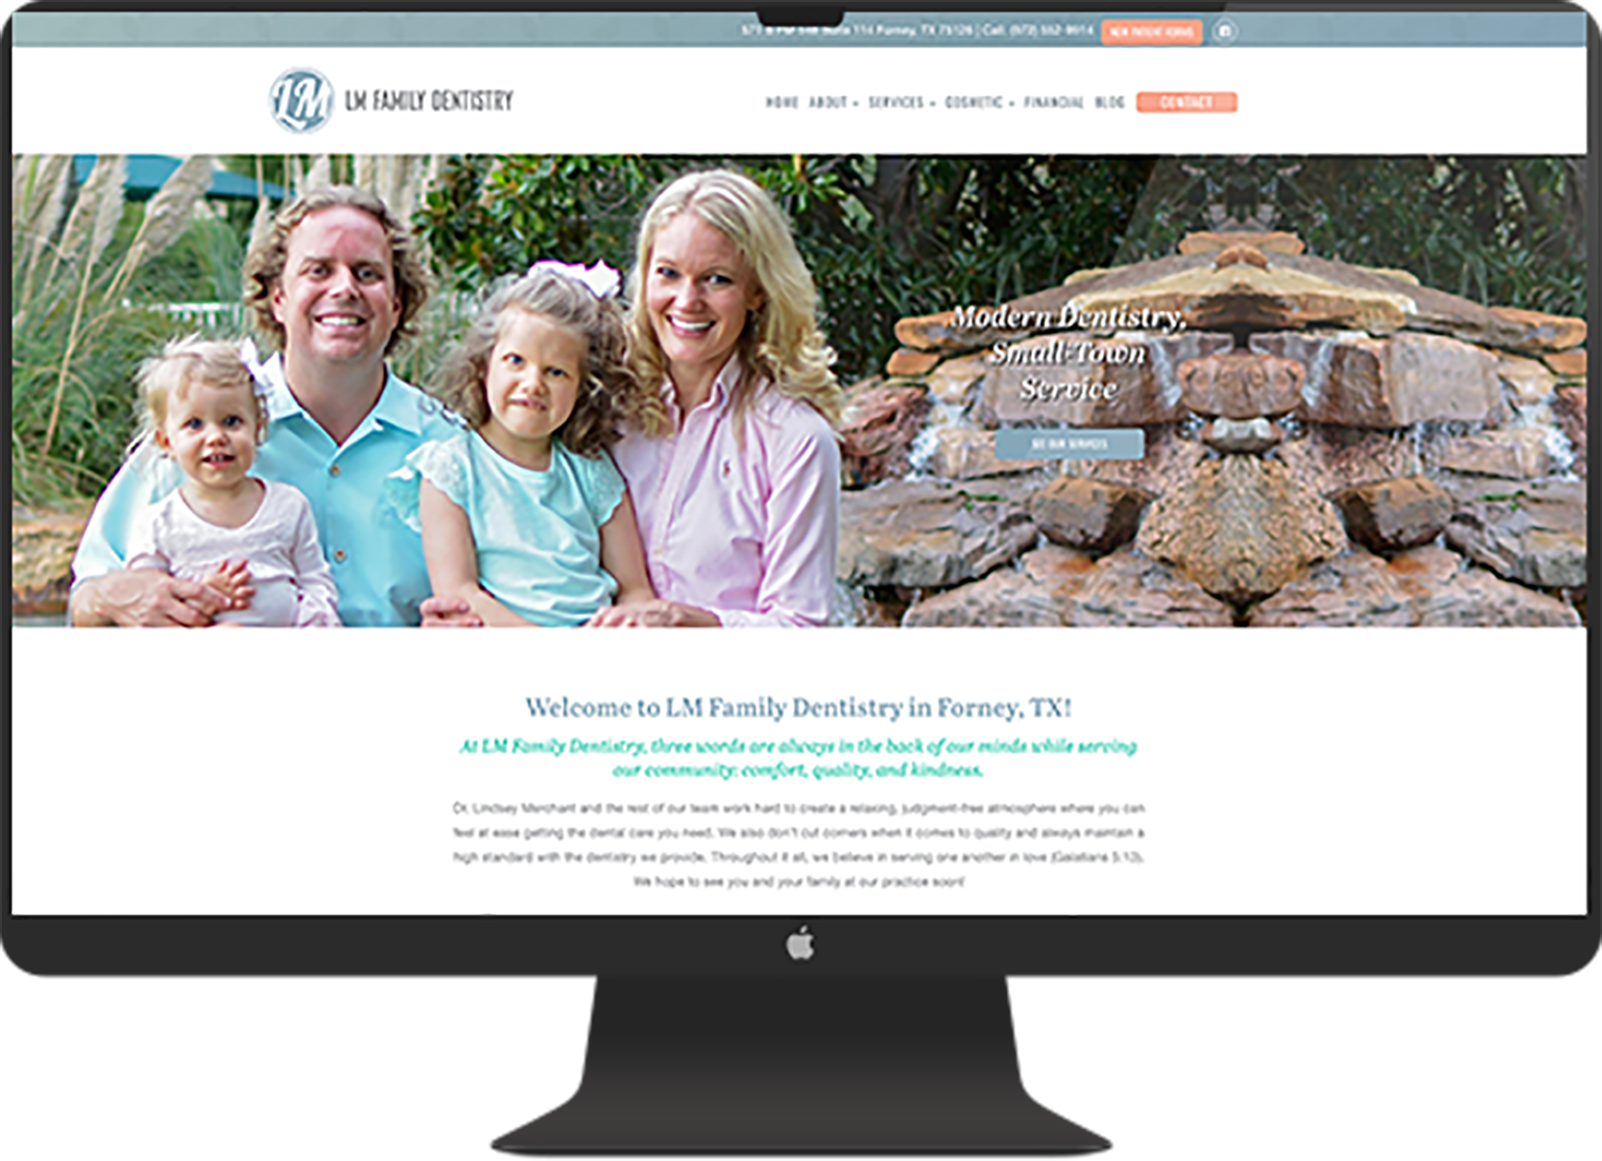 Suite 114 Forney, TX 75126 | Call: (972) 552-9914
NEW PATIENT FORMS
LM
LM FAMILY DENTISTRY
HOME ABOUT SERVICES COSMETIC FINANCIAL BLOG CONTACT
Modern Dentistry,
Small-Town
Service
SEE OUR SERVICES
Welcome to LM Family Dentistry in Forney, TX!
At LM Family Dentistry, three words are always in the back of our minds while serving
our community: comfort, quality, and kindness.
Dr. Lindsey Merchant and the rest of our team work hard to create a relaxing, judgment-free atmosphere where you can
feel at ease getting the dental care you need. We also don't cut corners when it comes to quality and always maintain a
high standard with the dentistry we provide. Throughout it all, we believe in serving one another in love (Galatians 5:13).
We hope to see you and your family at our practice soon!